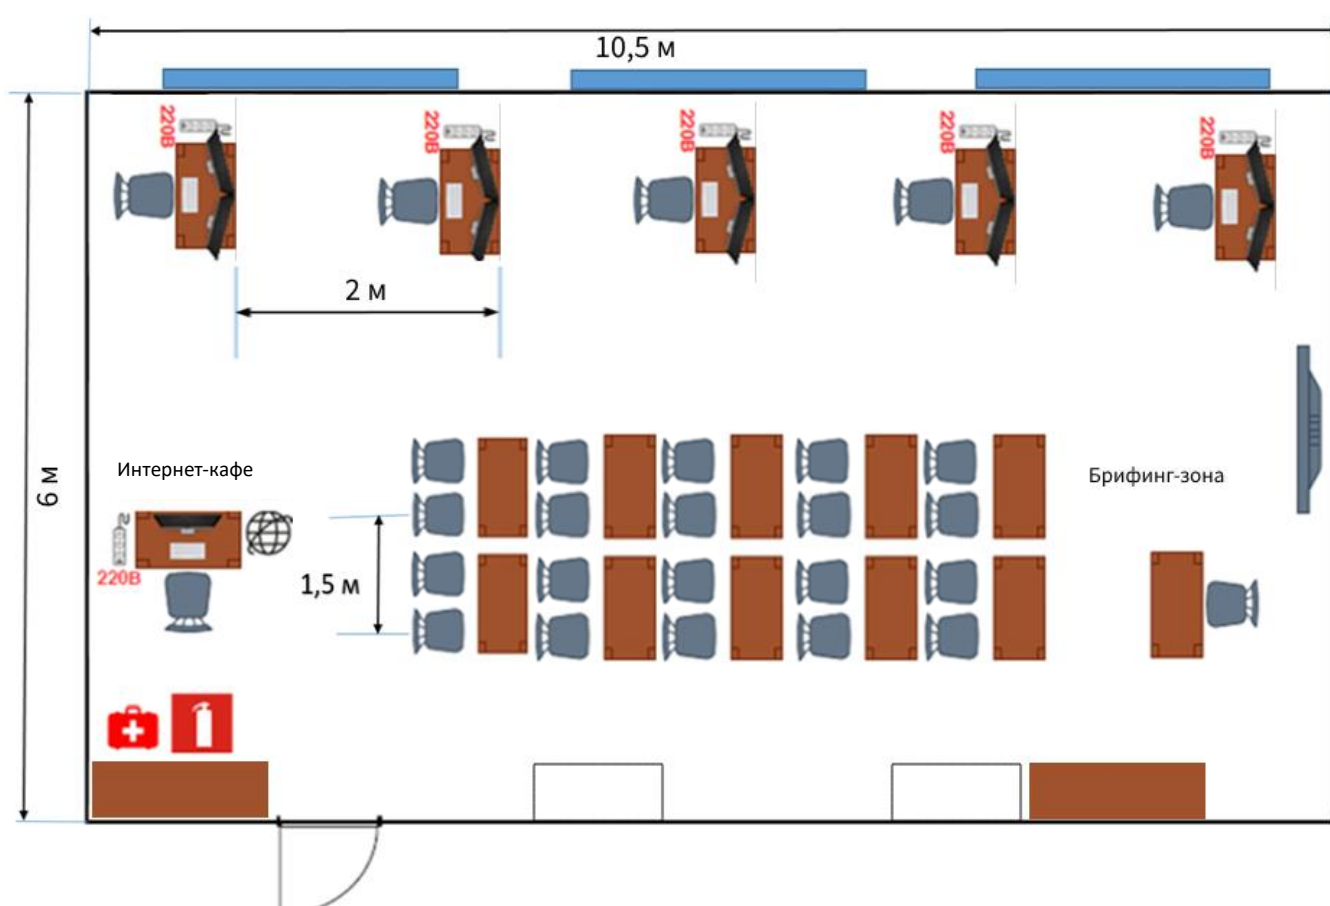 10,5 м
220В
220В
220В
220В
220В
2 м
6 м
Интернет-кафе
Брифинг-зона
220В
1,5 м